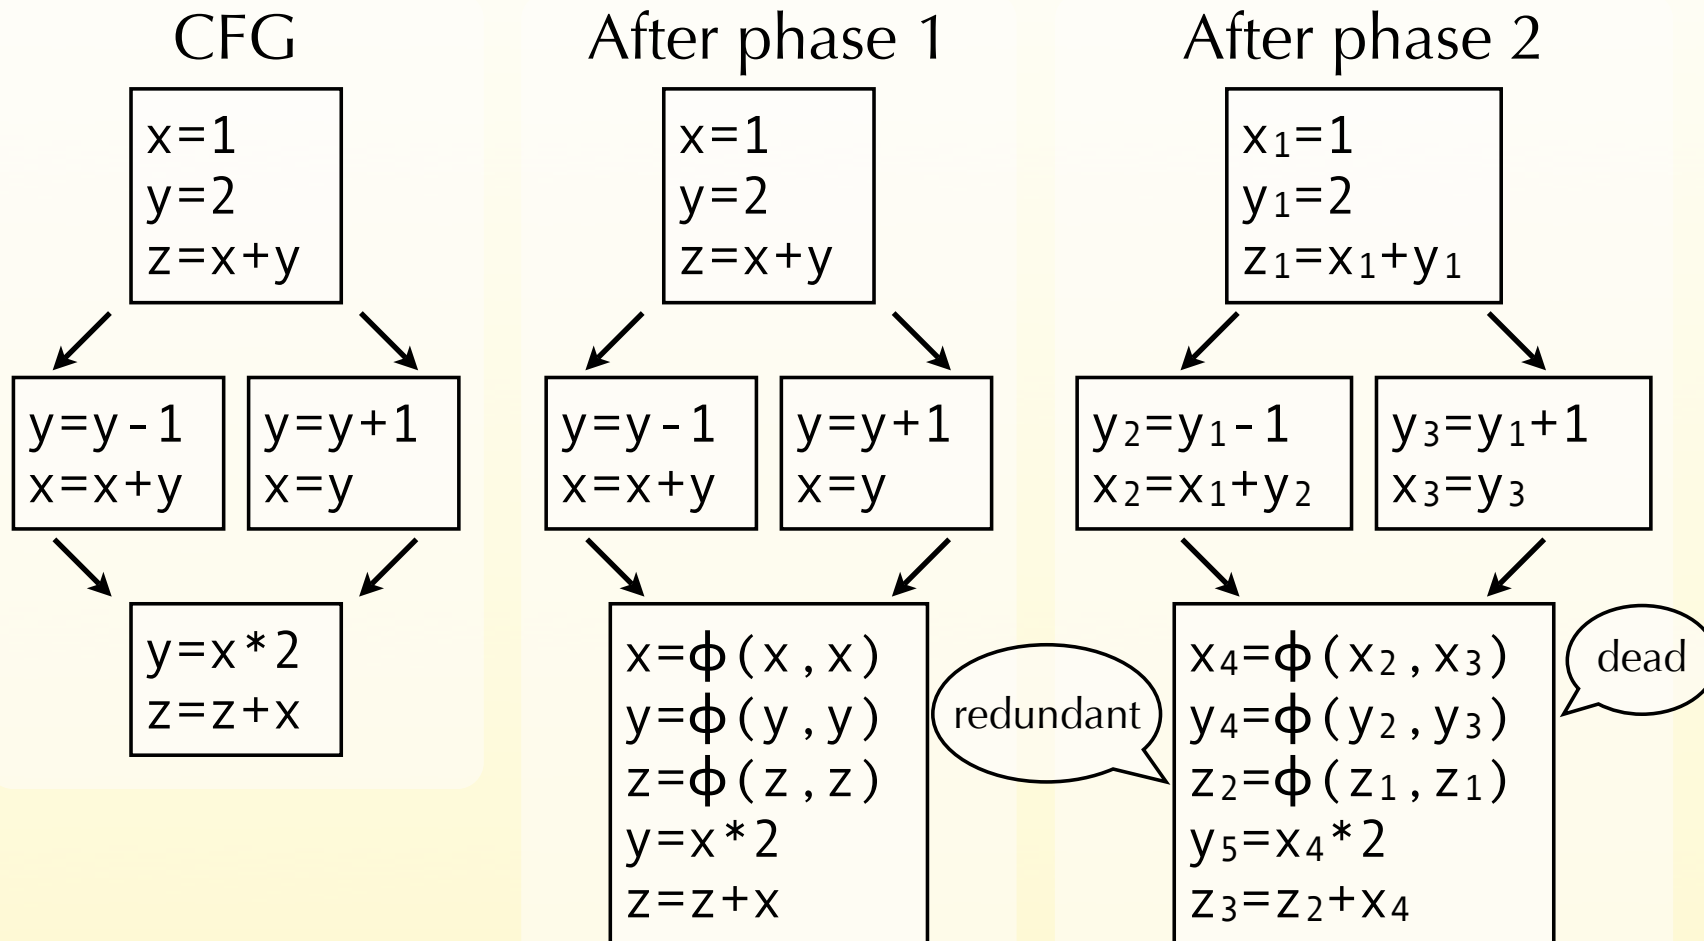 CFG
x=1
y=2
z=x+y
y=y-1
x=x+y
y=y+1
x=y
y=x*2
z=z+x
After phase 1
x=1
y=2
z=x+y
y=y-1
x=x+y
y=y+1
x=y
x=ϕ(x,x)
y=ϕ(y,y)
z=ϕ(z,z)
y=x*2
z=z+x
After phase 2
x₁=1
y₁=2
z₁=x₁+y₁
y₂=y₁-1
x₂=x₁+y₂
y₃=y₁+1
x₃=y₃
redundant
x₄=ϕ(x₂,x₃)
y₄=ϕ(y₂,y₃)
z₂=ϕ(z₁,z₁)
y₅=x₄*2
z₃=z₂+x₄
dead